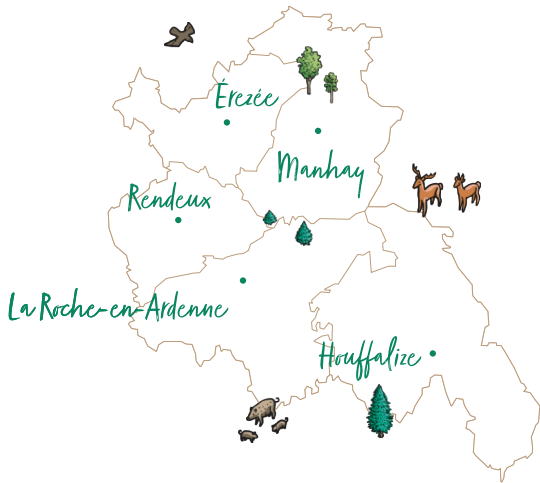 Érezée
Manhay
Rendeux
La Roche-en-Ardenne
Houffalize